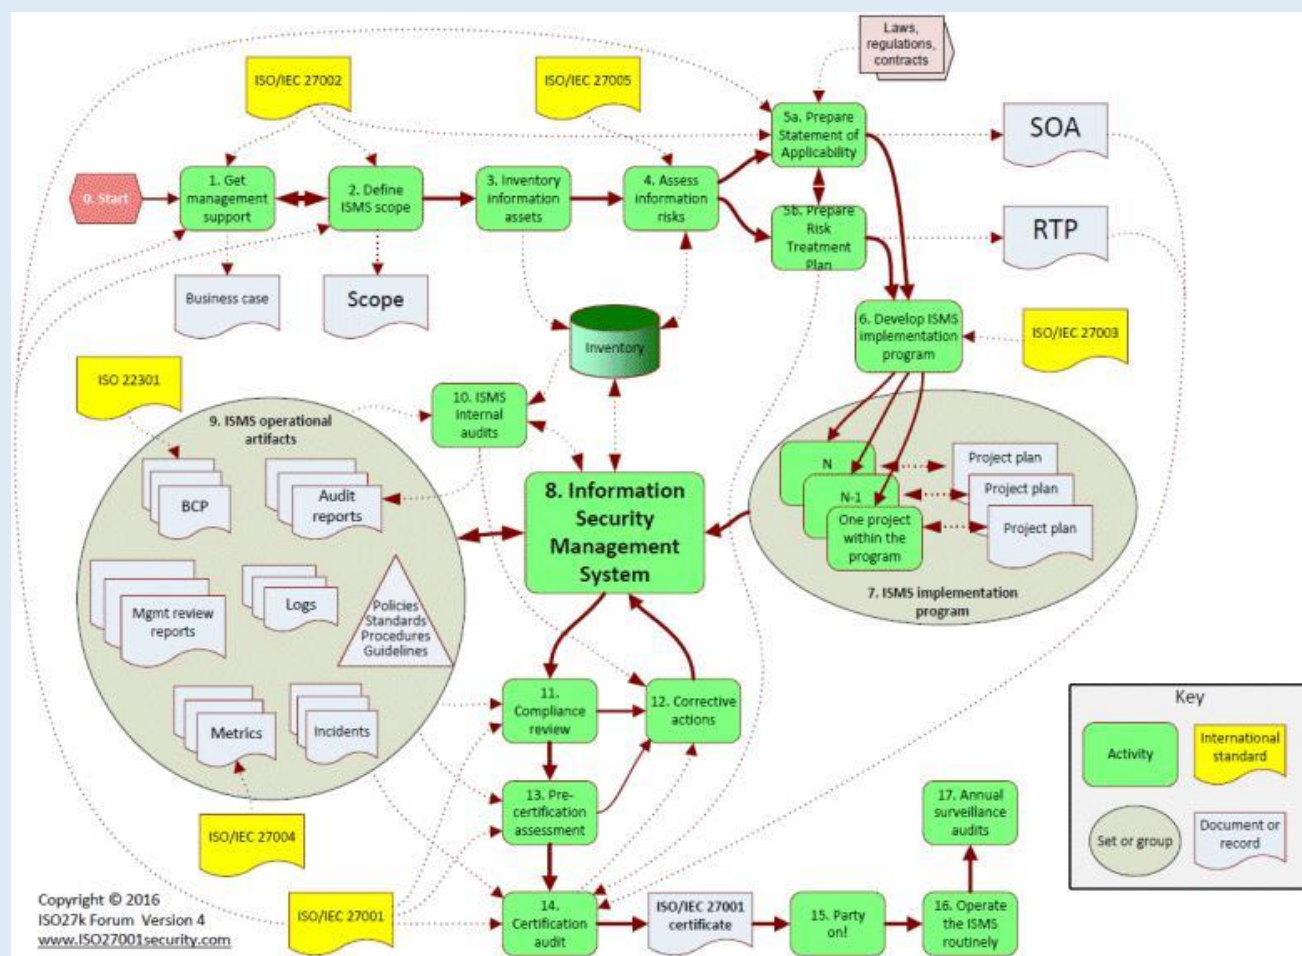 Laws,
regulations,
contracts
ISO/IEC 27002
ISO/IEC 27005
5a. Prepare
Statement of
Applicability
SOA
0. Start
1. Get
management
support
2. Define
ISMS scope
3. Inventory
information
assets
4. Assess
information
risks
5b. Prepare
Risk
Treatment
Plan
RTP
Business case
Scope
Inventory
6. Develop ISMS
implementation
program
ISO/IEC 27003
ISO 22301
10. ISMS
Internal
audits
9. ISMS operational
artifacts
BCP
Audit
reports
Mgmt review
reports
Logs
Policies
Standards
Procedures
Guidelines
Metrics
Incidents
8. Information
Security
Management
System
N
N-1
One project
within the
program
Project plan
Project plan
Project plan
7. ISMS implementation
program
11.
Compliance
review
12. Corrective
actions
13. Pre-
certification
assessment
ISO/IEC 27004
ISO/IEC 27001
14.
Certification
audit
ISO/IEC 27001
certificate
15. Party
on!
16. Operate
the ISMS
routinely
17. Annual
surveillance
audits
Key
Activity
International
standard
Set or group
Document or
record
Copyright © 2016
ISO27k Forum Version 4
www.ISO27001security.com